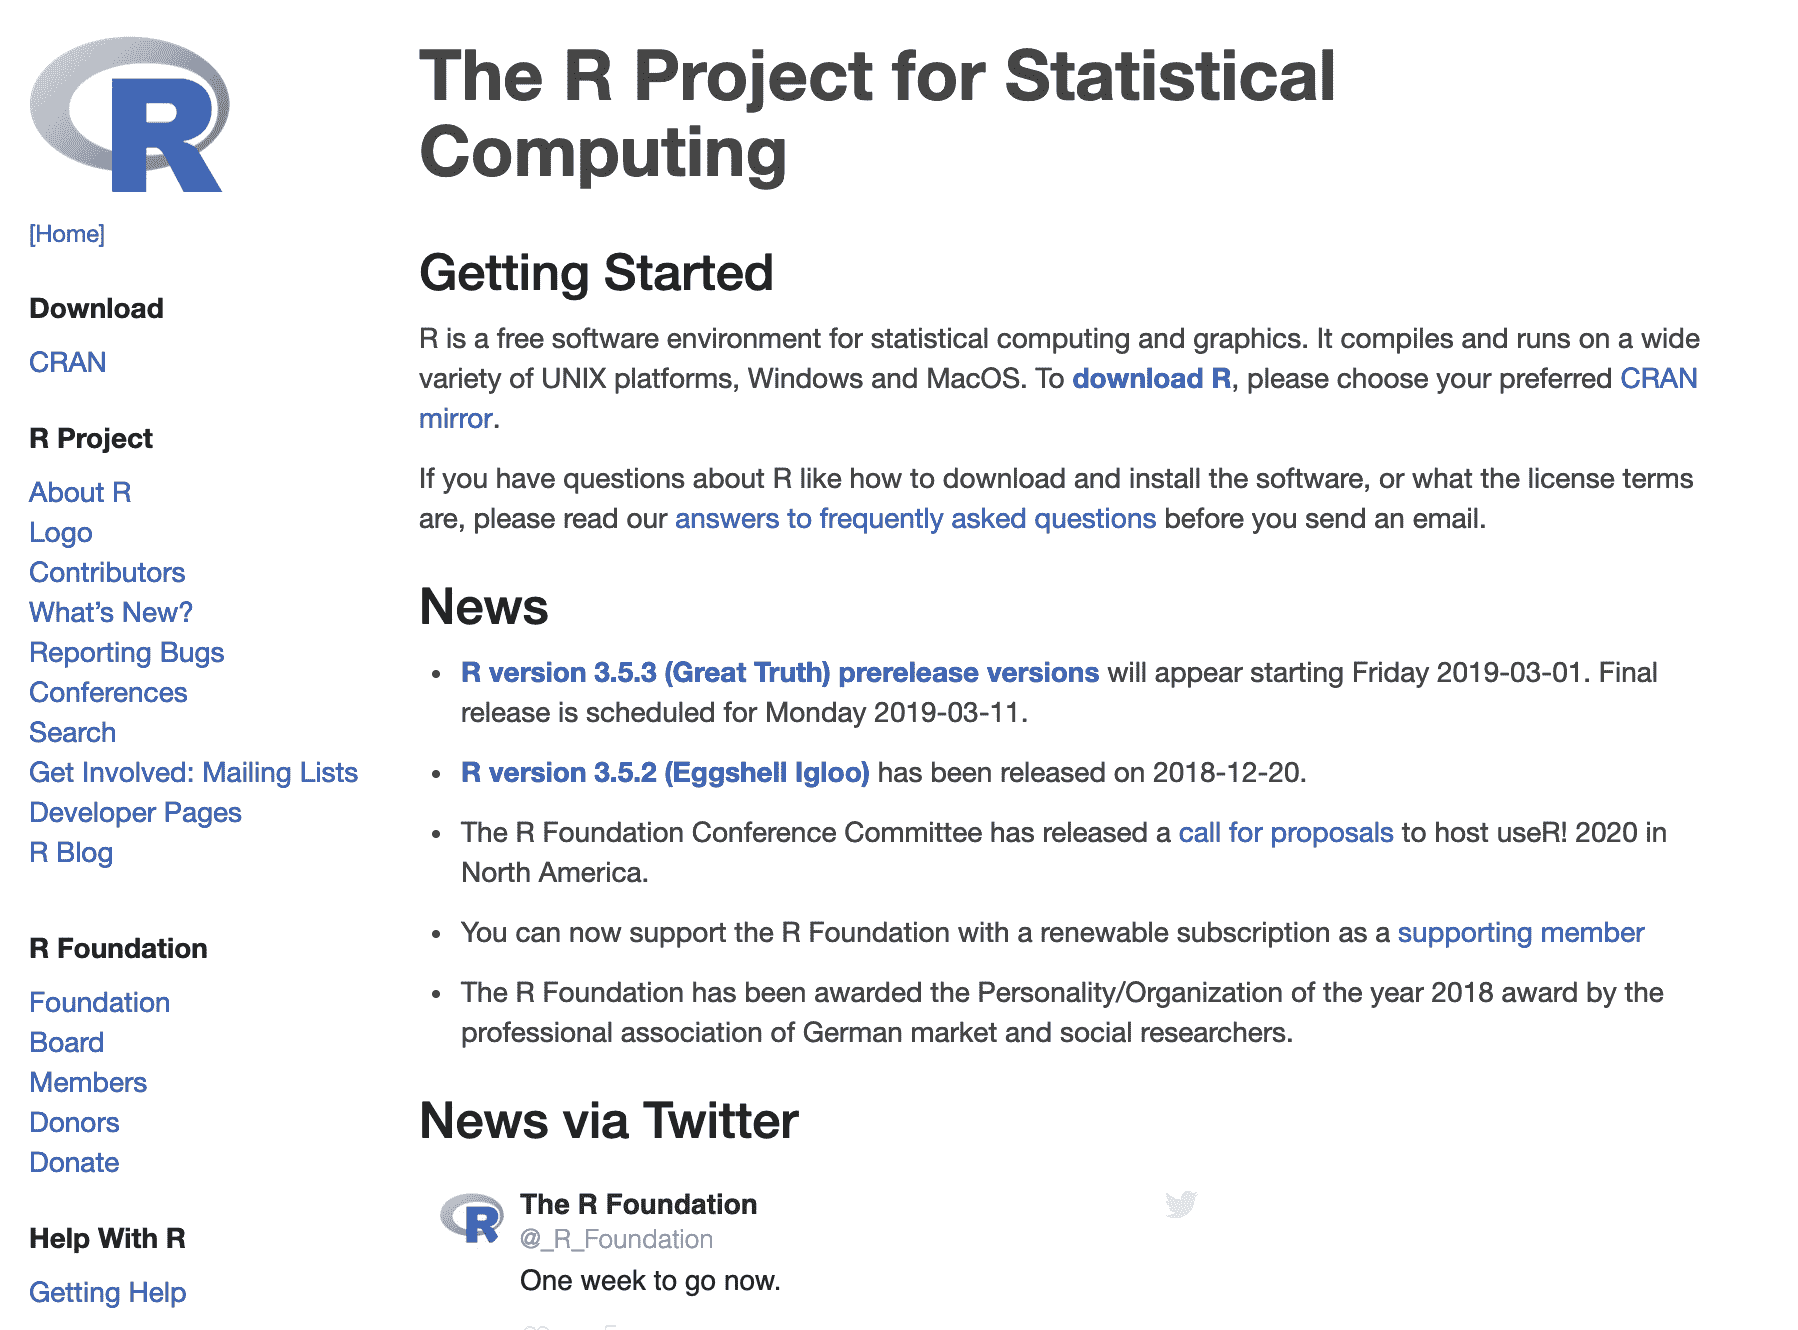 R
[Home]
Download
CRAN
R Project
About R
Logo
Contributors
What’s New?
Reporting Bugs
Conferences
Search
Get Involved: Mailing Lists
Developer Pages
R Blog
R Foundation
Foundation
Board
Members
Donors
Donate
Help With R
Getting Help
The R Project for Statistical
Computing
Getting Started
R is a free software environment for statistical computing and graphics. It compiles and runs on a wide
variety of UNIX platforms, Windows and MacOS. To download R, please choose your preferred CRAN
mirror.
If you have questions about R like how to download and install the software, or what the license terms
are, please read our answers to frequently asked questions before you send an email.
News
• R version 3.5.3 (Great Truth) prerelease versions will appear starting Friday 2019-03-01. Final
release is scheduled for Monday 2019-03-11.
• R version 3.5.2 (Eggshell Igloo) has been released on 2018-12-20.
• The R Foundation Conference Committee has released a call for proposals to host useR! 2020 in
North America.
• You can now support the R Foundation with a renewable subscription as a supporting member
• The R Foundation has been awarded the Personality/Organization of the year 2018 award by the
professional association of German market and social researchers.
News via Twitter
R The R Foundation
@_R_Foundation
One week to go now.